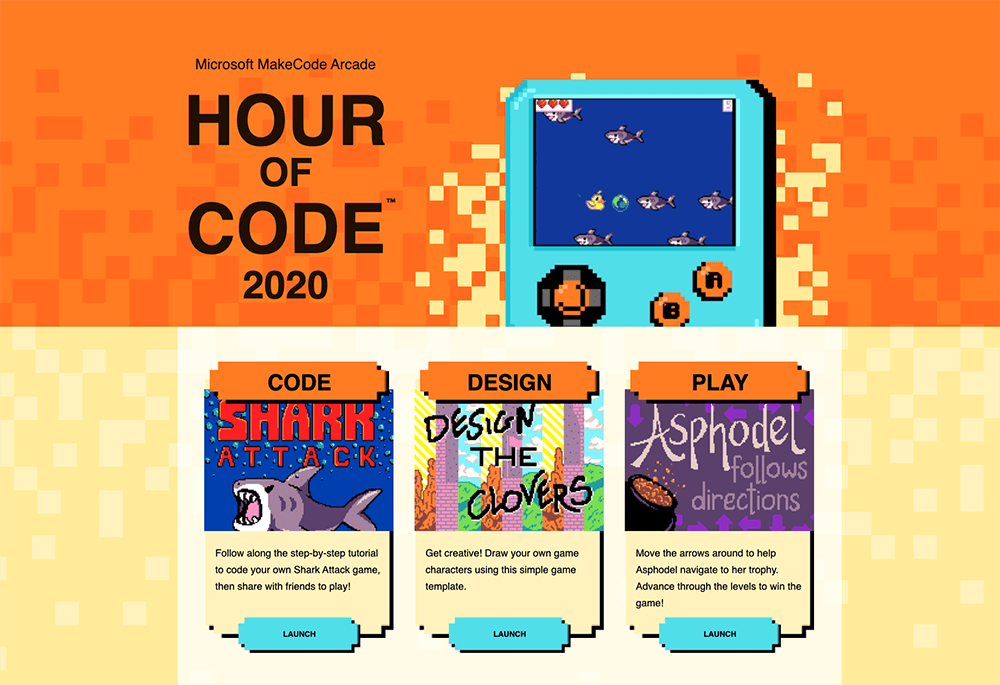 Microsoft MakeCode Arcade
HOUR
OF
CODE™
2020
A
B
CODE
SHARK
ATTACK
Follow along the step-by-step tutorial
to code your own Shark Attack game,
then share with friends to play!
LAUNCH
DESIGN
DESIGN
THE
CLOVERS
Get creative! Draw your own game
characters using this simple game
template.
LAUNCH
PLAY
Asphodel
follows
directions
Move the arrows around to help
Asphodel navigate to her trophy.
Advance through the levels to win the
game!
LAUNCH